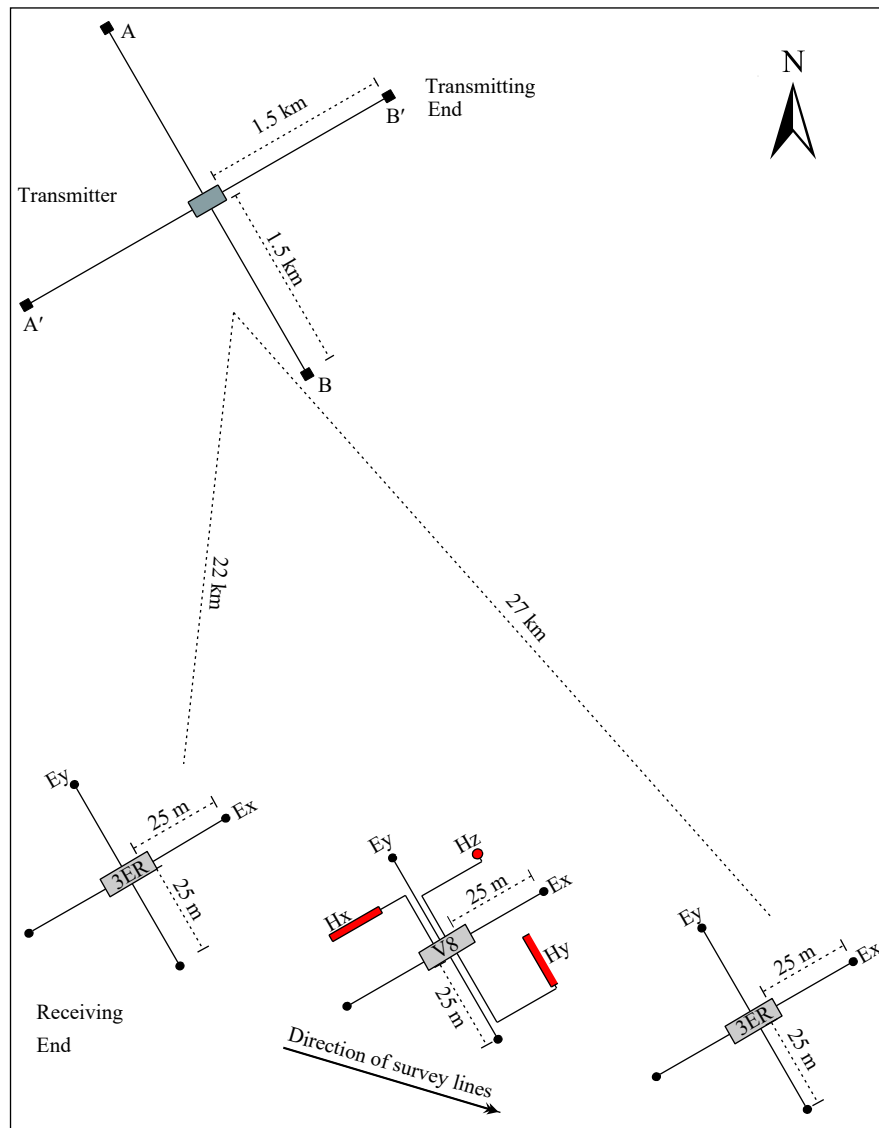 A
N
Transmitting
End
1.5 km
B′
Transmitter
1.5 km
A′
B
22 km
27 km
Ey
25 m
Ex
3ER
25 m
Ey
Hz
25 m
Ex
Hx
V8
Hy
25 m
Ey
25 m
Ex
3ER
25 m
Receiving
End
Direction of survey lines